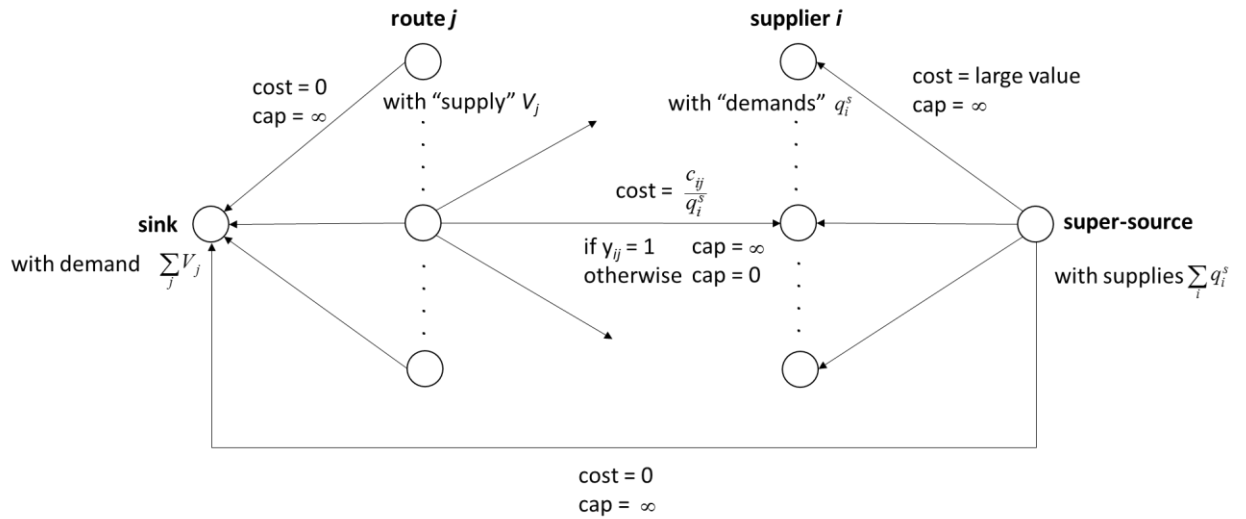 route j
supplier i
cost = 0
cap = ∞
with “supply” V_j
with “demands” q_i^s
cost = large value
cap = ∞
cost = c_ij / q_i^s
sink
super-source
if y_ij = 1 cap = ∞
otherwise cap = 0
with demand ∑_j V_j
with supplies ∑_i q_i^s
cost = 0
cap = ∞